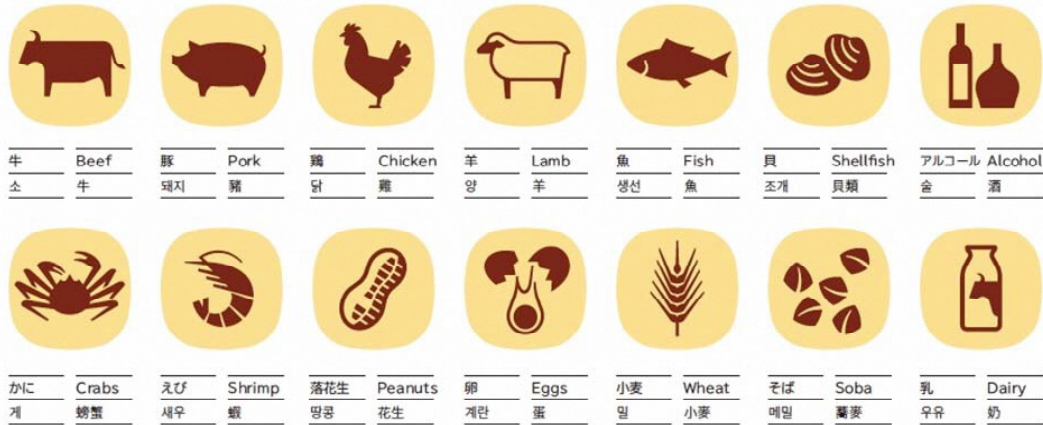 牛 Beef 豚 Pork 鶏 Chicken 羊 Lamb 魚 Fish 貝 Shellfish アルコール Alcohol
소 牛 돼지 豬 닭 雞 양 羊 생선 魚 조개 貝類 술 酒
かに Crabs えび Shrimp 落花生 Peanuts 卵 Eggs 小麦 Wheat そば Soba 乳 Dairy
게 螃蟹 새우 蝦 땅콩 花生 계란 蛋 밀 小麥 메밀 蕎麥 우유 奶